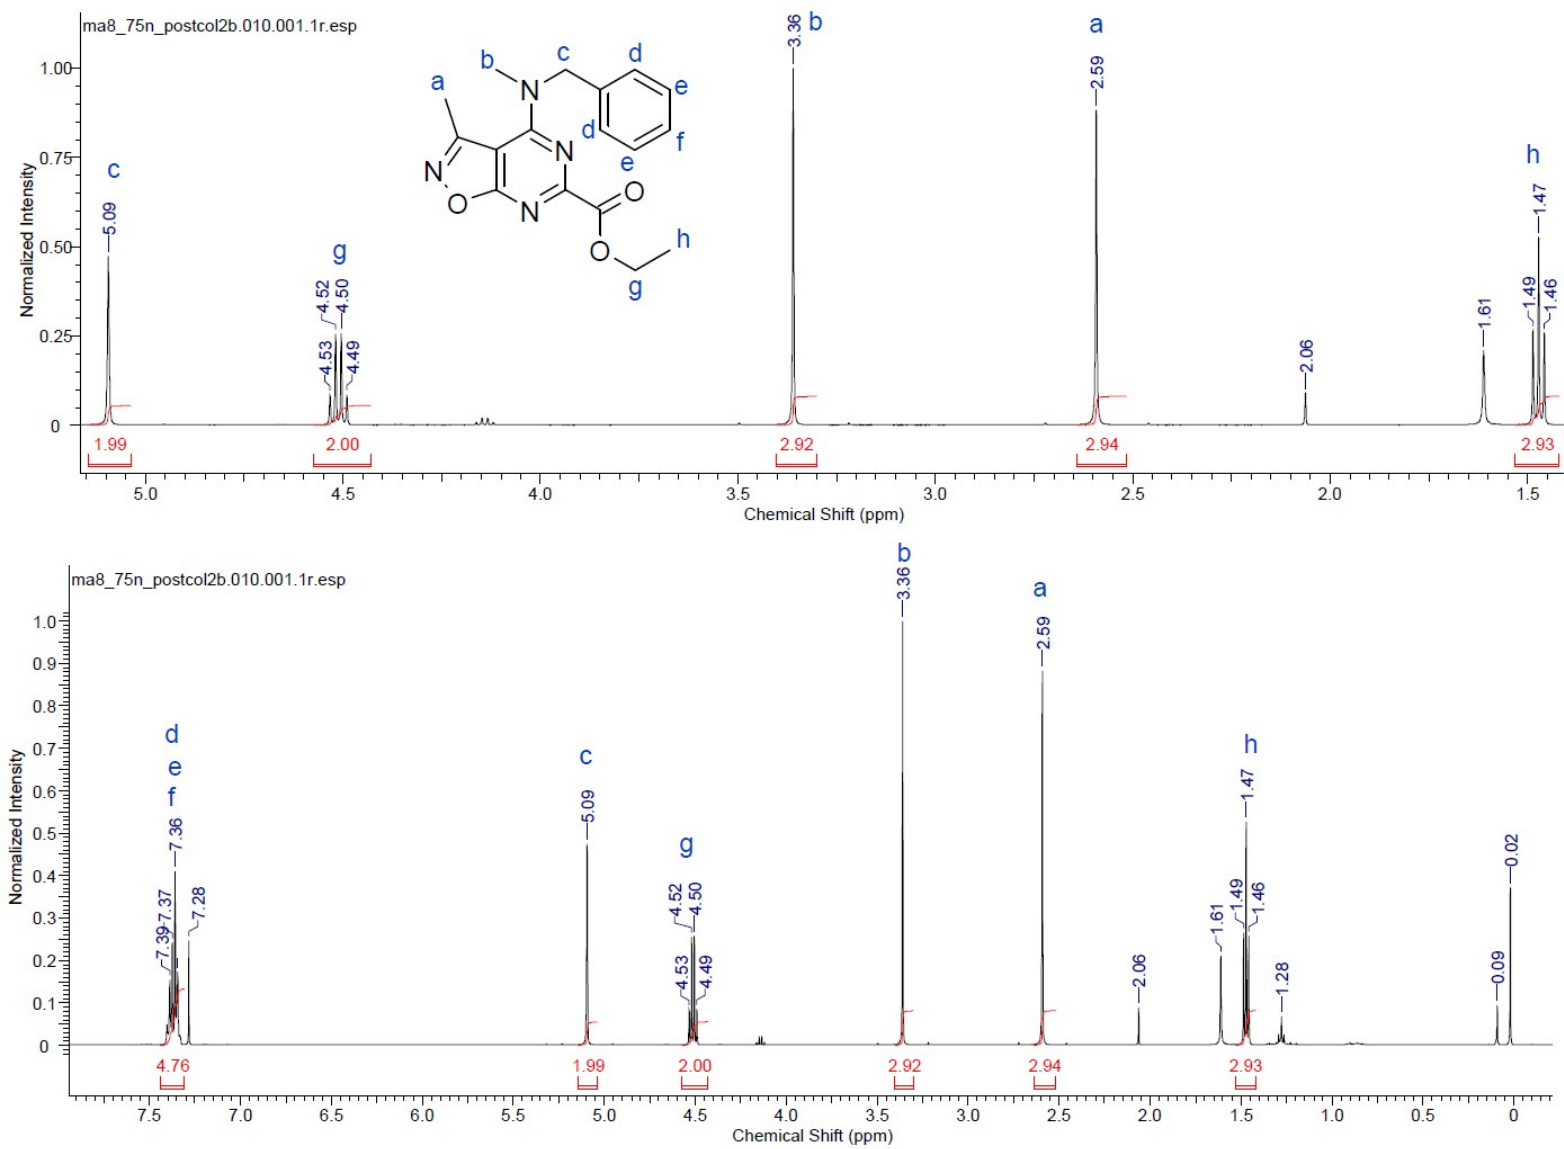 ma8_75n_postcol2b.010.001.1r.esp
3.36
b
a
2.59
b
c
d
a
N
e
d
f
e
N
N
O
N
O
O
h
g
c
5.09
g
4.53
4.52
4.50
4.49
2.06
1.61
h
1.49
1.47
1.46
Normalized Intensity
1.00
0.75
0.50
0.25
0
1.99
2.00
2.92
2.94
2.93
5.0 4.5 4.0 3.5 3.0 2.5 2.0 1.5
Chemical Shift (ppm)
ma8_75n_postcol2b.010.001.1r.esp
b
3.36
a
2.59
d
e
f
7.39
7.37
7.36
7.28
c
5.09
g
4.53
4.52
4.50
4.49
2.06
1.61
h
1.49
1.47
1.46
1.28
0.09
0.02
Normalized Intensity
1.0
0.9
0.8
0.7
0.6
0.5
0.4
0.3
0.2
0.1
0
4.76
1.99
2.00
2.92
2.94
2.93
7.5 7.0 6.5 6.0 5.5 5.0 4.5 4.0 3.5 3.0 2.5 2.0 1.5 1.0 0.5 0
Chemical Shift (ppm)